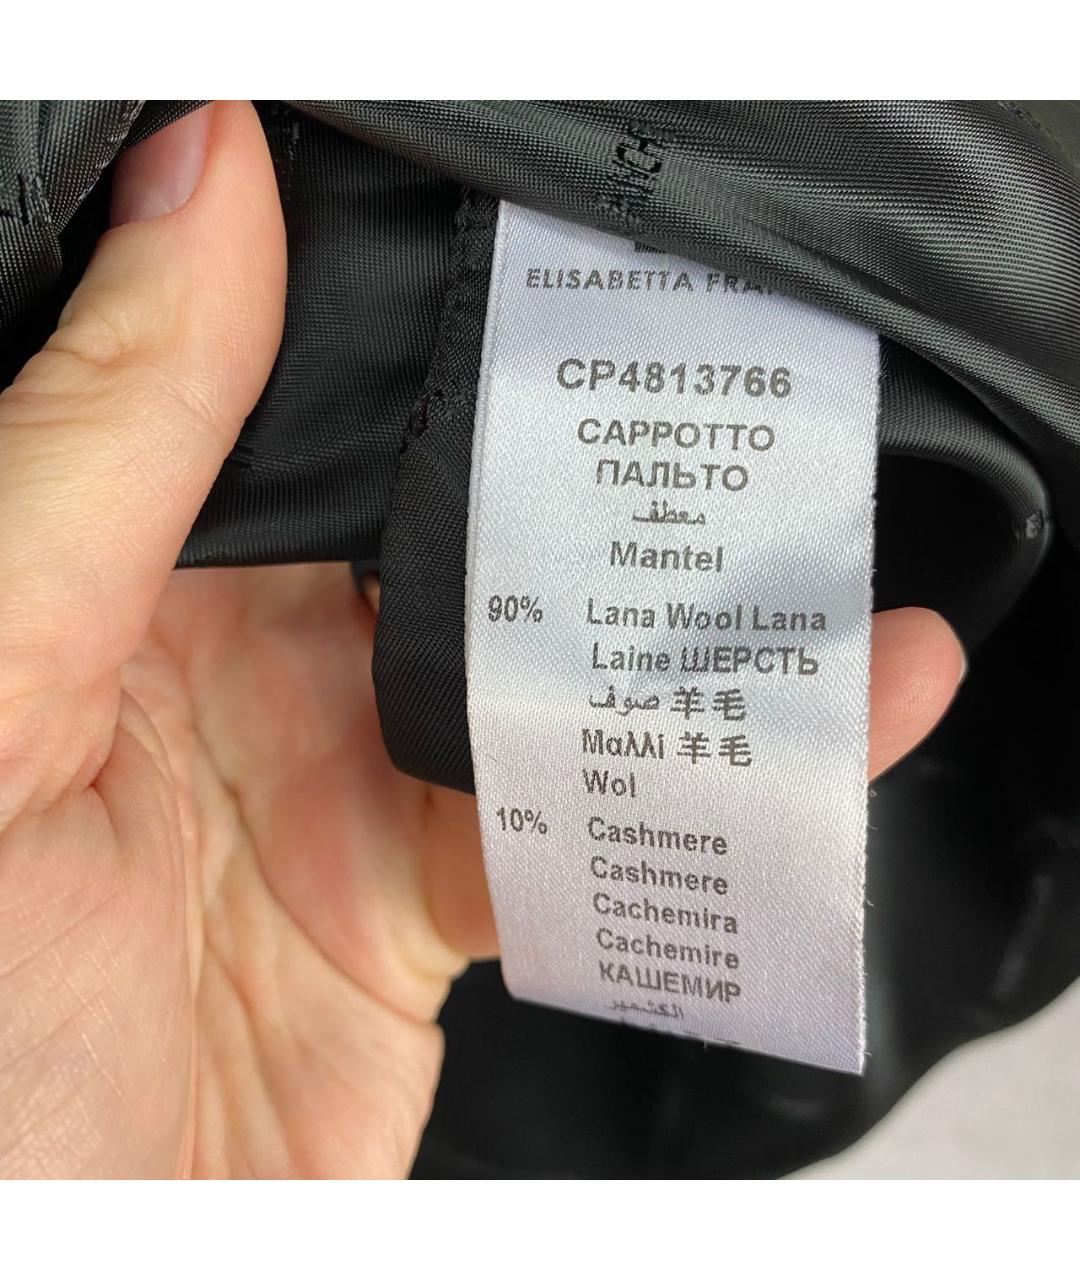 ELISABETTA
CP4813766
CAPPOTTO
ПАЛЬТО
معطف
Mantel
90% Lana Wool Lana
Laine ШЕРСТЬ
صوف 羊毛
Μαλλί 羊毛
Wol
10% Cashmere
Cashmere
Cachemira
Cachemire
КАШЕМИР
الكشمير